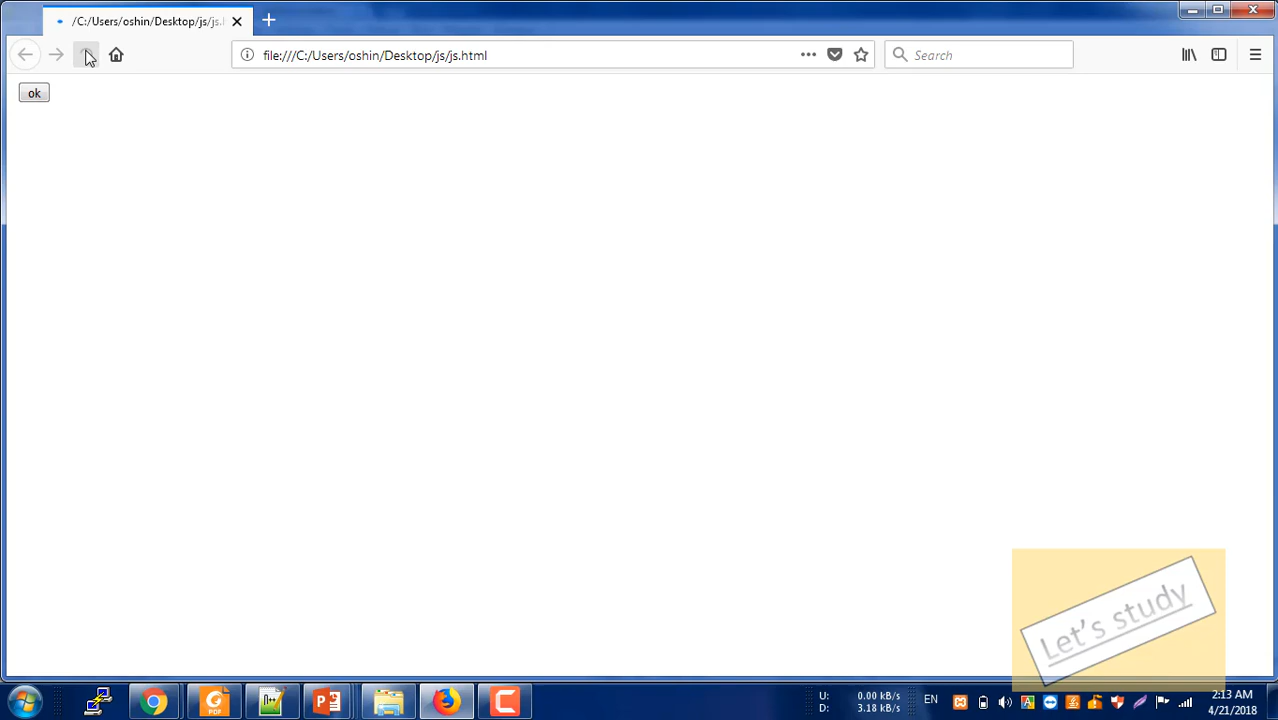 /C:/Users/oshin/Desktop/js/js.
file:///C:/Users/oshin/Desktop/js/js.html
Search
ok
Let's study
U: 0.00 kB/s
D: 3.18 kB/s
EN
2:13 AM
4/21/2018